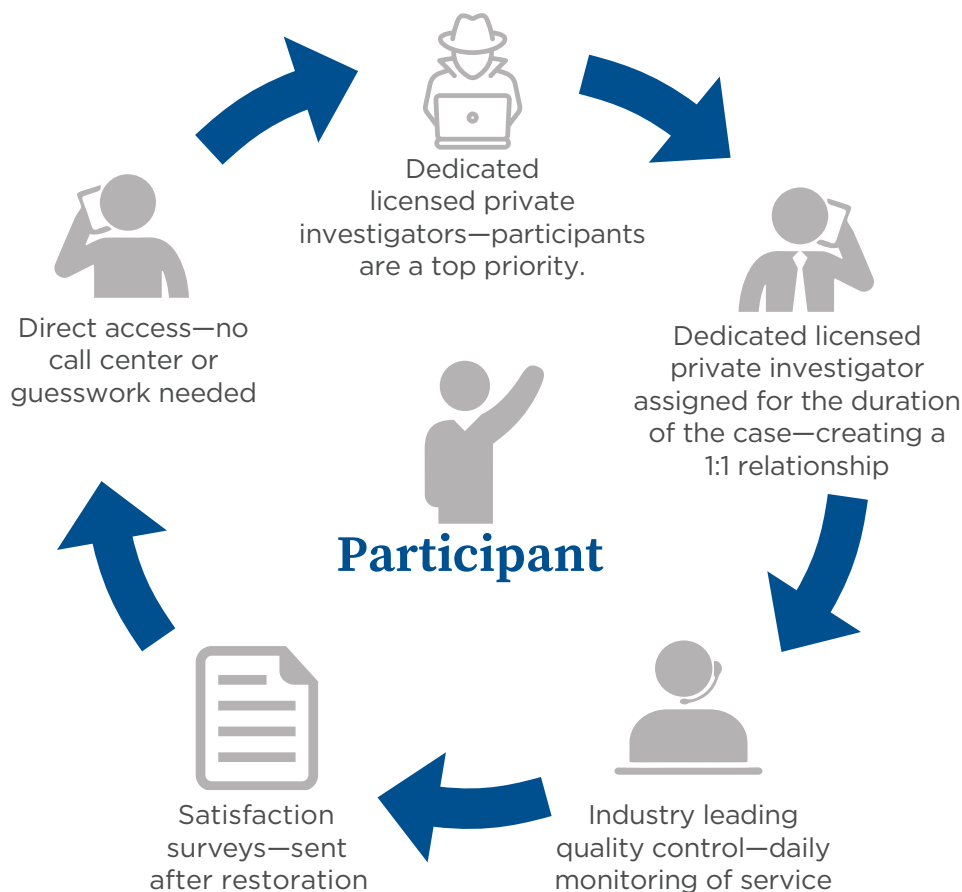 Dedicated
licensed private
investigators—participants
are a top priority.
Direct access—no
call center or
guesswork needed
Dedicated licensed
private investigator
assigned for the duration
of the case—creating a
1:1 relationship
Participant
Satisfaction
surveys—sent
after restoration
Industry leading
quality control—daily
monitoring of service